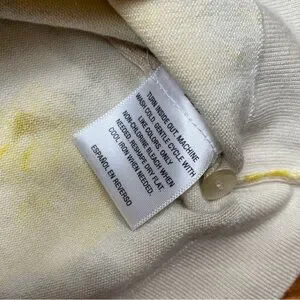 TURN INSIDE OUT. MACHINE
WASH COLD, GENTLE CYCLE WITH
LIKE COLORS. ONLY
NON-CHLORINE BLEACH WHEN
NEEDED. RESHAPE DRY FLAT
COOL IRON WHEN NEEDED.
ESPAÑOL EN REVERSO